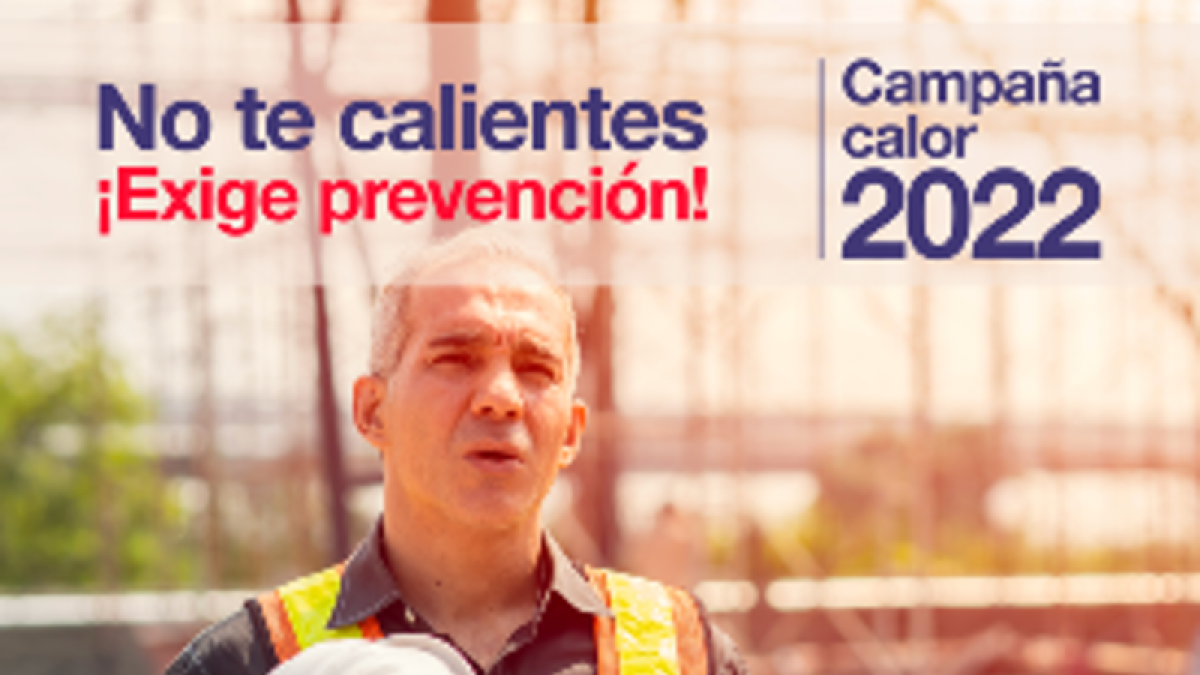 No te calientes
¡Exige prevención!
Campaña
calor
2022